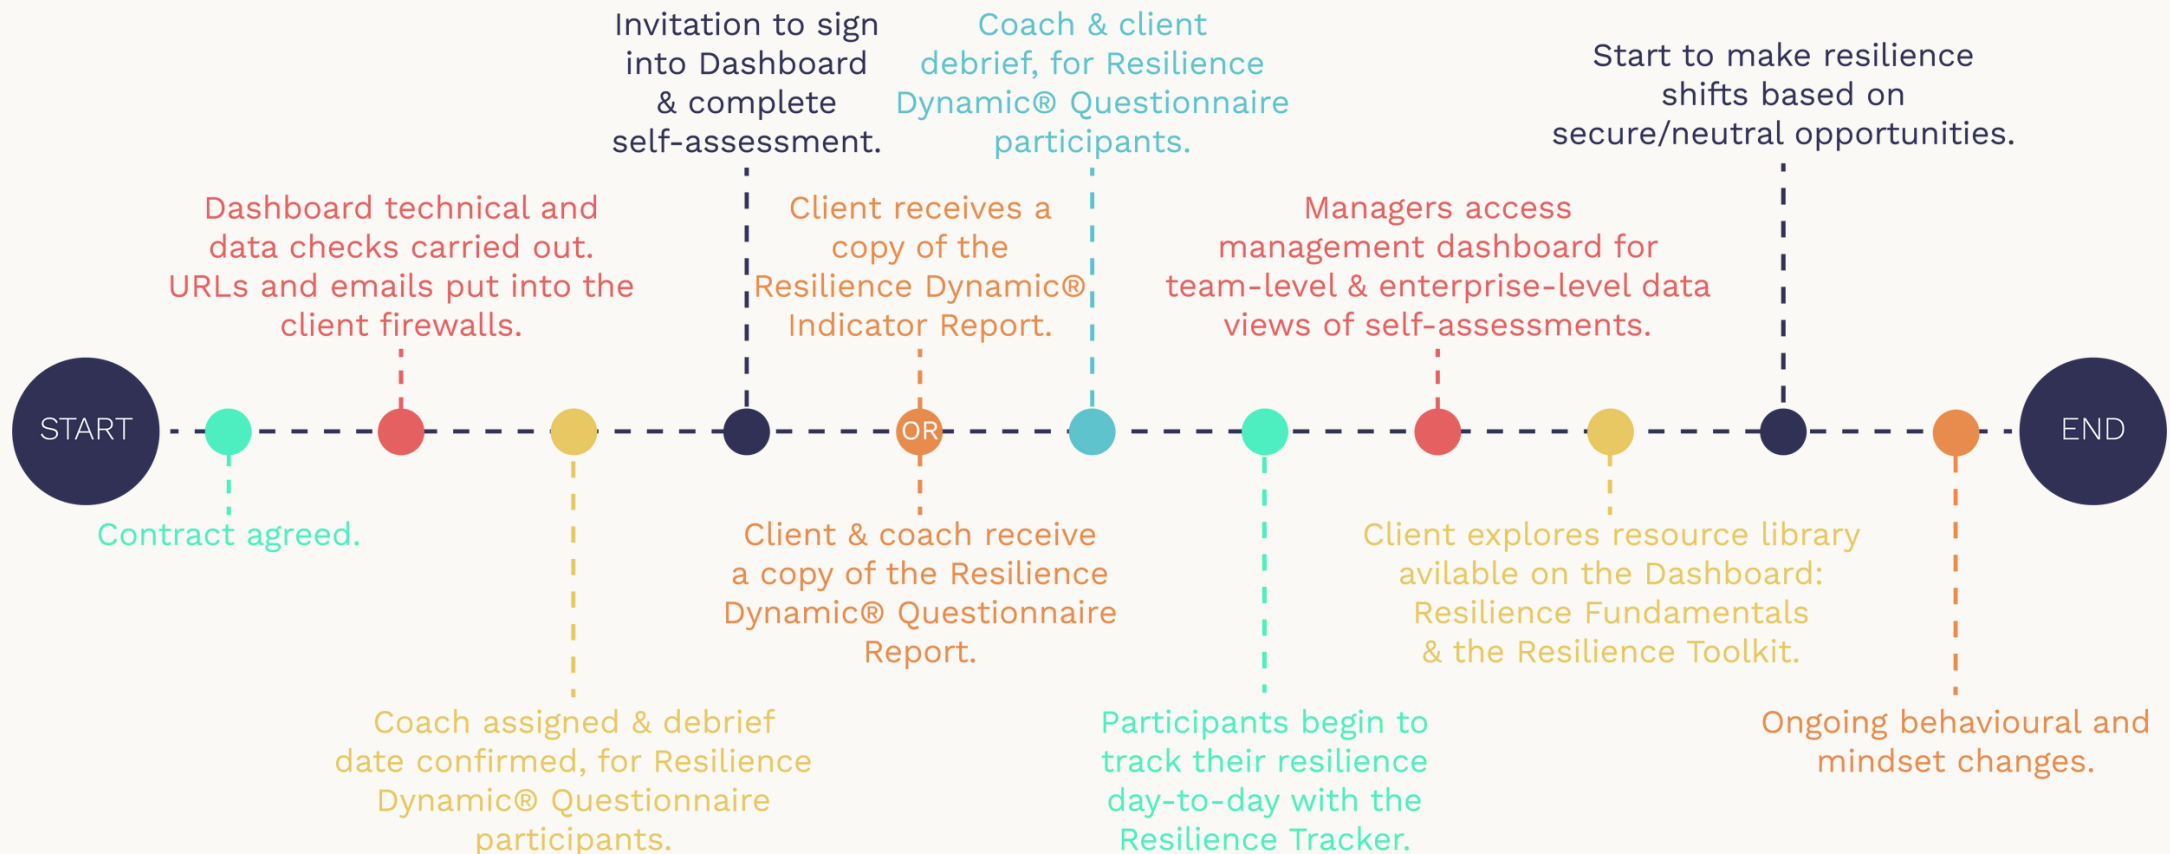 START
Contract agreed.
Dashboard technical and
data checks carried out.
URLs and emails put into the
client firewalls.
Coach assigned & debrief
date confirmed, for Resilience
Dynamic® Questionnaire
participants.
Invitation to sign
into Dashboard
& complete
self-assessment.
Client receives a
copy of the
Resilience Dynamic®
Indicator Report.
OR
Client & coach receive
a copy of the Resilience
Dynamic® Questionnaire
Report.
Coach & client
debrief, for Resilience
Dynamic® Questionnaire
participants.
Participants begin to
track their resilience
day-to-day with the
Resilience Tracker.
Managers access
management dashboard for
team-level & enterprise-level data
views of self-assessments.
Client explores resource library
avilable on the Dashboard:
Resilience Fundamentals
& the Resilience Toolkit.
Start to make resilience
shifts based on
secure/neutral opportunities.
Ongoing behavioural and
mindset changes.
END